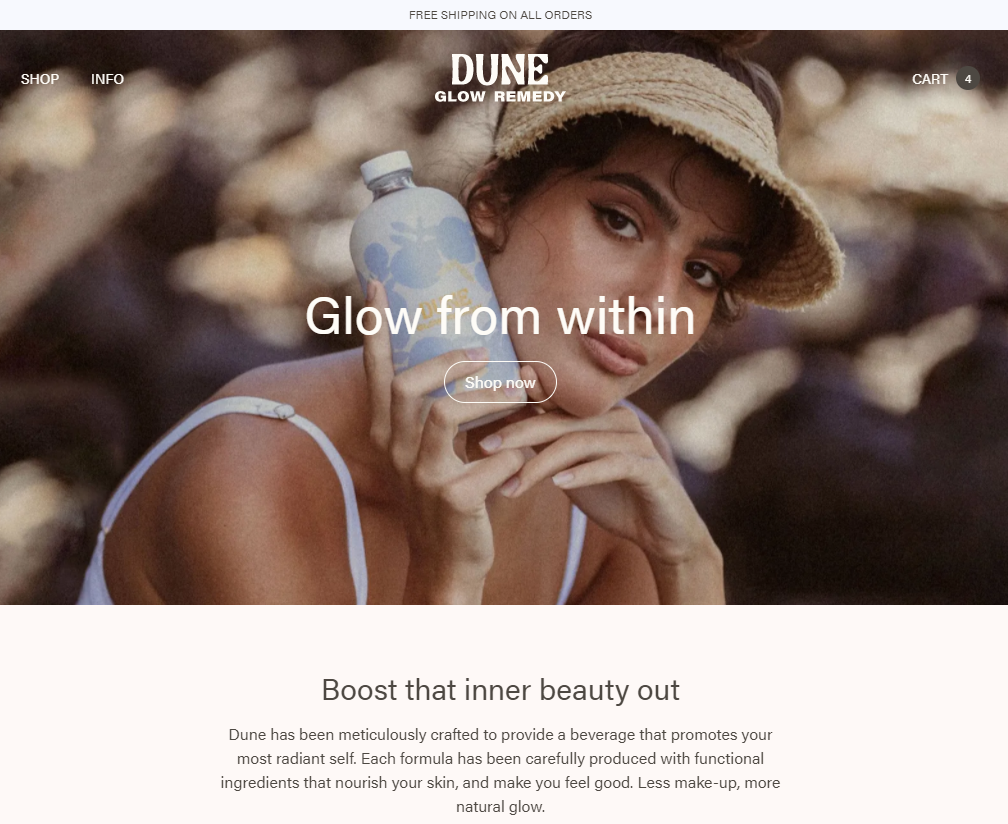 FREE SHIPPING ON ALL ORDERS
SHOP
INFO
DUNE
GLOW REMEDY
CART
4
DUNE
Glow from within
Shop now
Boost that inner beauty out
Dune has been meticulously crafted to provide a beverage that promotes your
most radiant self. Each formula has been carefully produced with functional
ingredients that nourish your skin, and make you feel good. Less make-up, more
natural glow.